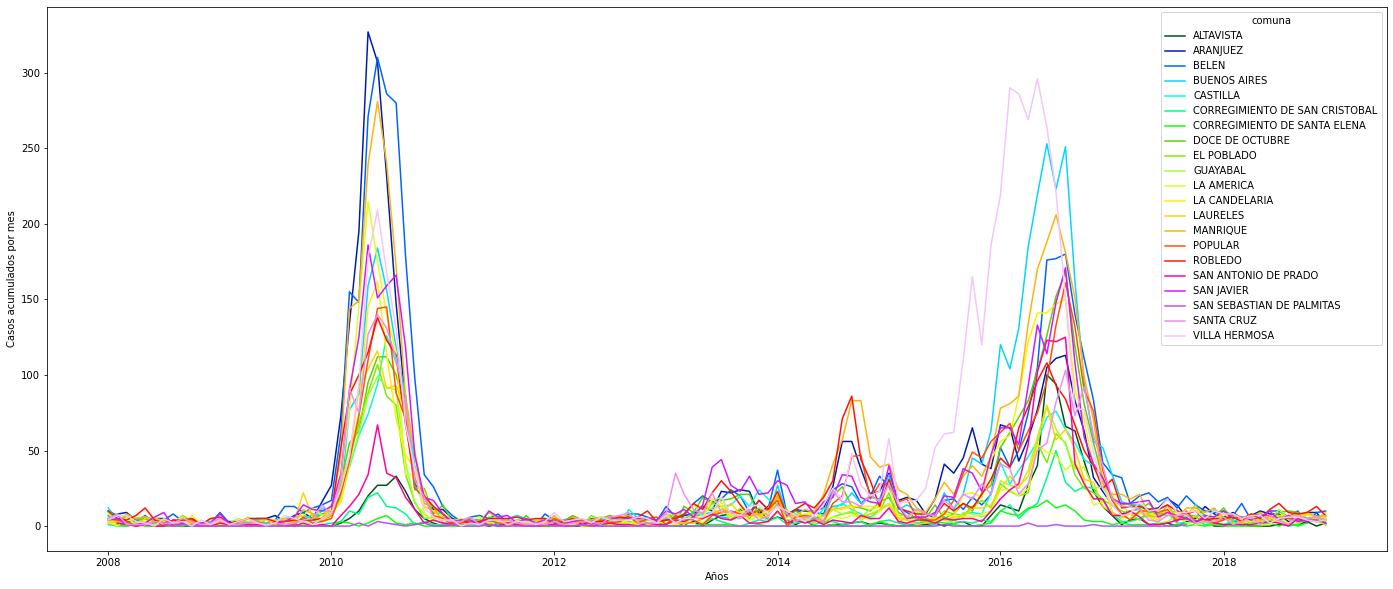 comuna
ALTAVISTA
ARANJUEZ
BELEN
BUENOS AIRES
CASTILLA
CORREGIMIENTO DE SAN CRISTOBAL
CORREGIMIENTO DE SANTA ELENA
DOCE DE OCTUBRE
EL POBLADO
GUAYABAL
LA AMERICA
LA CANDELARIA
LAURELES
MANRIQUE
POPULAR
ROBLEDO
SAN ANTONIO DE PRADO
SAN JAVIER
SAN SEBASTIAN DE PALMITAS
SANTA CRUZ
VILLA HERMOSA
Casos acumulados por mes
300
250
200
150
100
50
0
2008
2010
2012
2014
2016
2018
Años